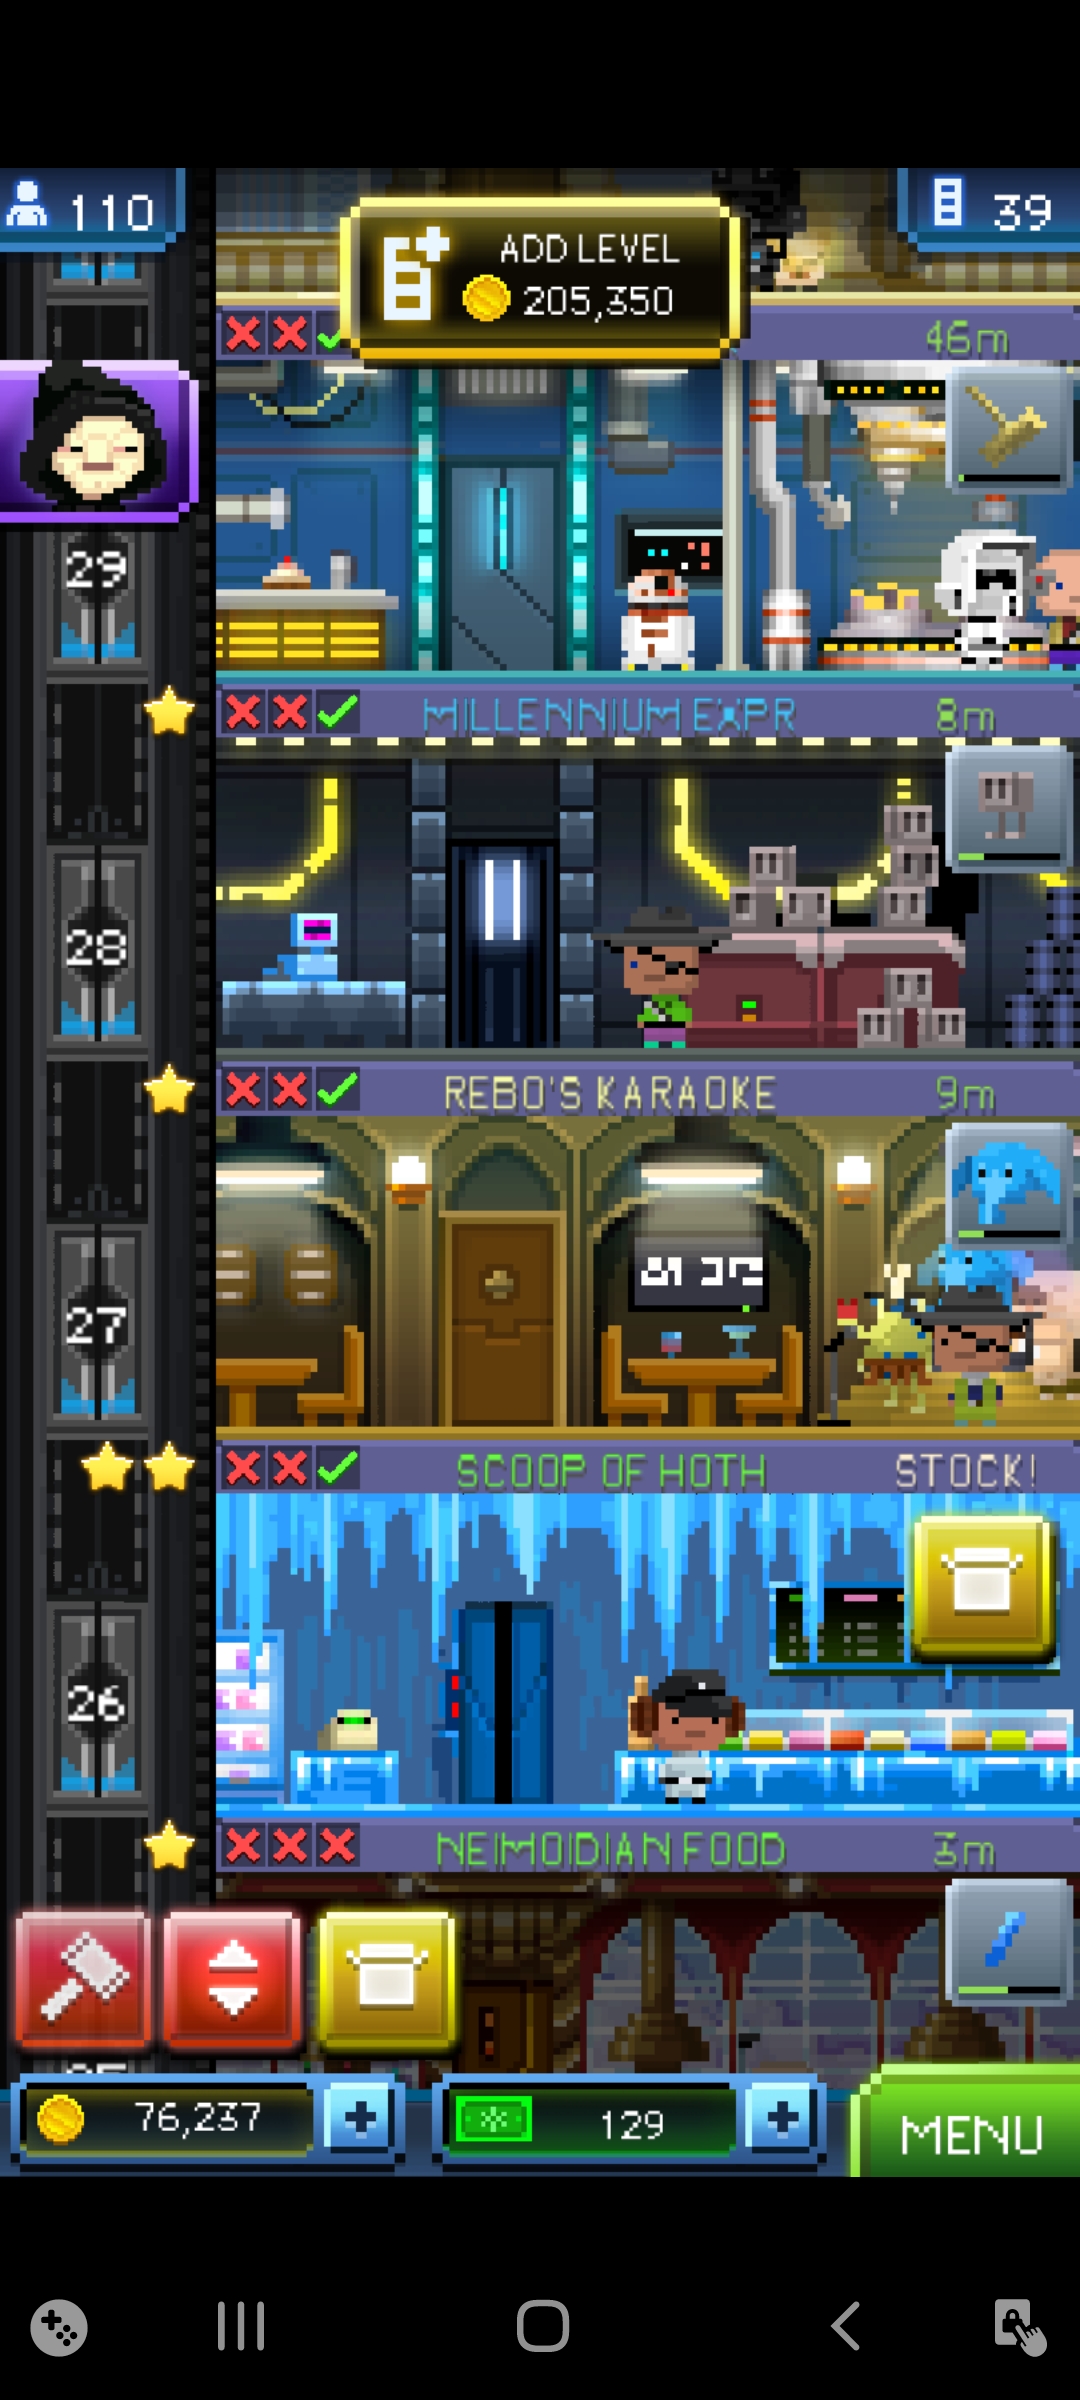 110
ADD LEVEL
205,350
39
46m
29
MILLENNIUM EXPR
8m
28
REBO'S KARAOKE
9m
27
SCOOP OF HOTH
STOCK!
26
NEIMOIDIAN FOOD
3m
76,237
129
MENU